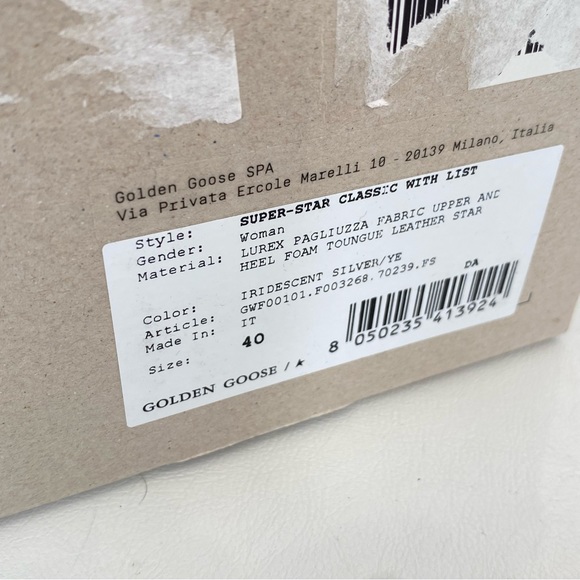 Golden Goose SPA
Via Privata Ercole Marelli 10 - 20139 Milano, Italia
Style: SUPER-STAR CLASSIC WITH LIST
Gender: Woman
Material: LUREX PAGLIUZZA FABRIC UPPER AND
HEEL FOAM TOUNGUE LEATHER STAR
Color: IRIDESCENT SILVER/YE
Article: GWF00101.F003268.70239.FS DA
Made In: IT
Size: 40
8 050235 413924
GOLDEN GOOSE /